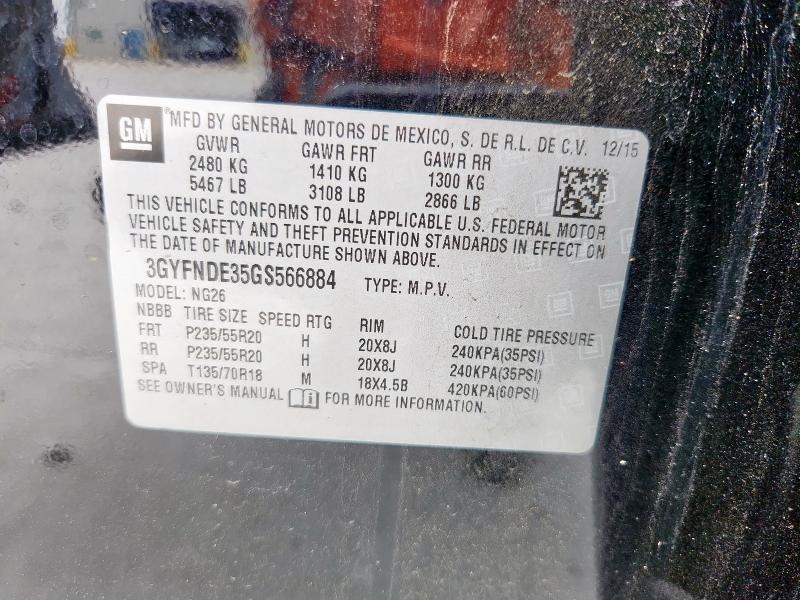 GM ® MFD BY GENERAL MOTORS DE MEXICO, S. DE R.L. DE C.V. 12/15
GVWR GAWR FRT GAWR RR
2480 KG 1410 KG 1300 KG
5467 LB 3108 LB 2866 LB
THIS VEHICLE CONFORMS TO ALL APPLICABLE U.S. FEDERAL MOTOR
VEHICLE SAFETY AND THEFT PREVENTION STANDARDS IN EFFECT ON
THE DATE OF MANUFACTURE SHOWN ABOVE.
3GYFNDE35GS566884 TYPE: M.P.V.
MODEL: NG26
NBBB TIRE SIZE SPEED RTG RIM COLD TIRE PRESSURE
FRT P235/55R20 H 20X8J 240KPA(35PSI)
RR P235/55R20 H 20X8J 240KPA(35PSI)
SPA T135/70R18 M 18X4.5B 420KPA(60PSI)
SEE OWNER'S MANUAL i FOR MORE INFORMATION.